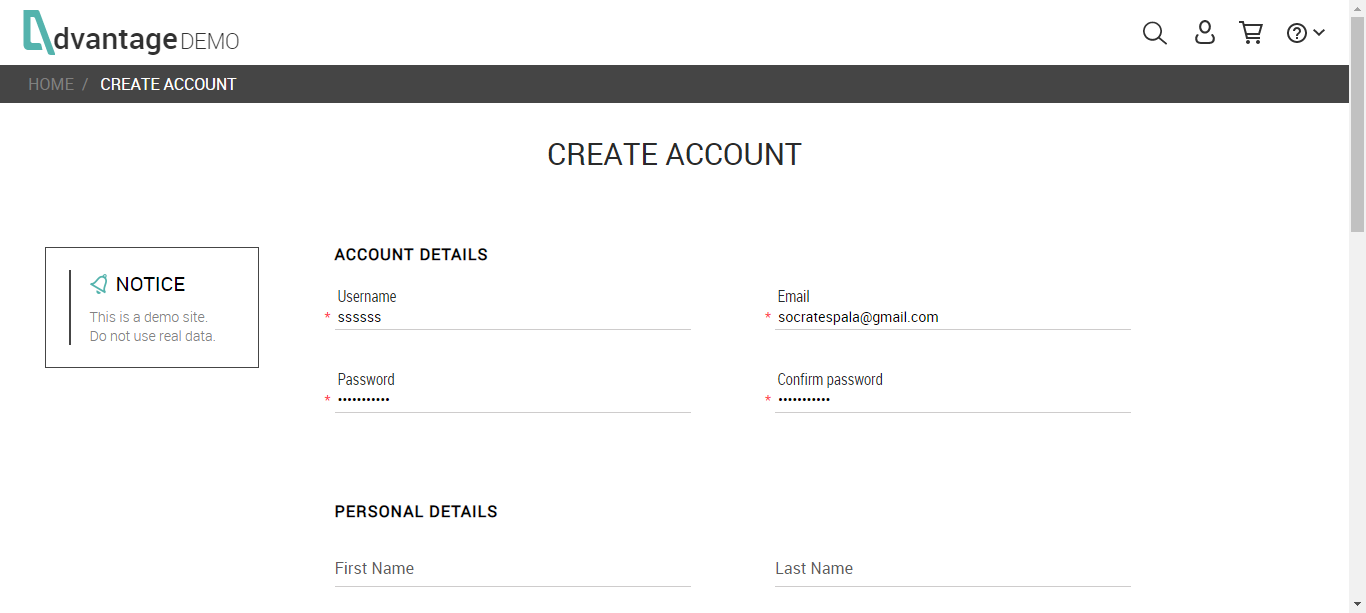 dvantage DEMO
HOME / CREATE ACCOUNT
CREATE ACCOUNT
NOTICE
This is a demo site.
Do not use real data.
ACCOUNT DETAILS
Username
* ssssss
Email
* socratespala@gmail.com
Password
* •••••••••••
Confirm password
* •••••••••••
PERSONAL DETAILS
First Name
Last Name